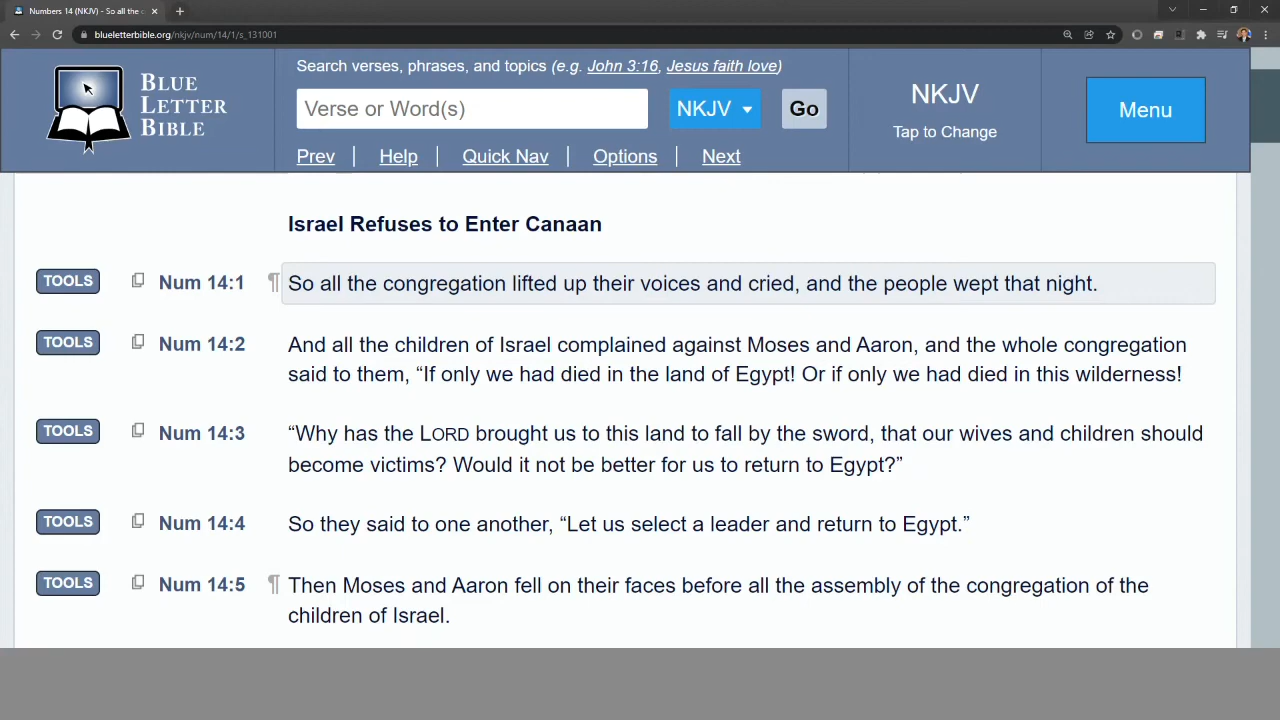 Numbers 14 (NKJV) - So all the c
blueletterbible.org/nkjv/num/14/1/s_131001
BLUE
LETTER
BIBLE
Search verses, phrases, and topics (e.g. John 3:16, Jesus faith love)
Verse or Word(s)
NKJV
Go
Prev | Help | Quick Nav | Options | Next
NKJV
Tap to Change
Menu
Israel Refuses to Enter Canaan
TOOLS Num 14:1 ¶ So all the congregation lifted up their voices and cried, and the people wept that night.
TOOLS Num 14:2 And all the children of Israel complained against Moses and Aaron, and the whole congregation
said to them, “If only we had died in the land of Egypt! Or if only we had died in this wilderness!
TOOLS Num 14:3 “Why has the LORD brought us to this land to fall by the sword, that our wives and children should
become victims? Would it not be better for us to return to Egypt?”
TOOLS Num 14:4 So they said to one another, “Let us select a leader and return to Egypt.”
TOOLS Num 14:5 ¶ Then Moses and Aaron fell on their faces before all the assembly of the congregation of the
children of Israel.